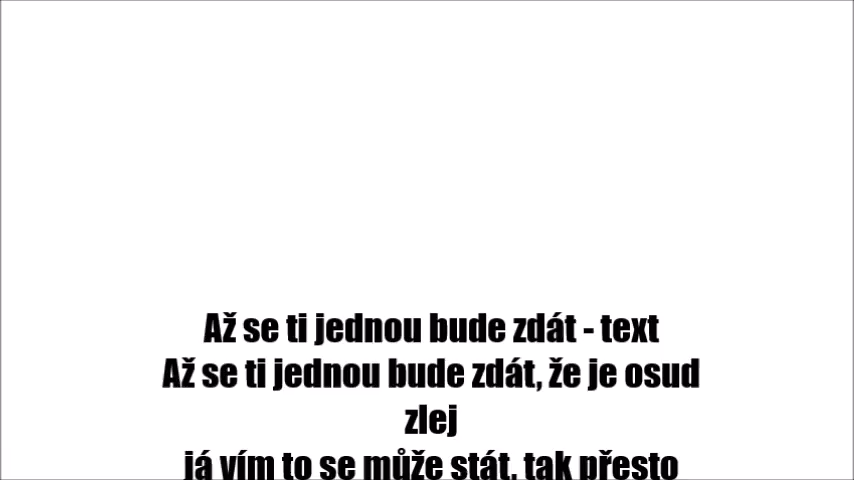 Až se ti jednou bude zdát - text
Až se ti jednou bude zdát, že je osud
zlej
já vím to se může stát, tak přesto